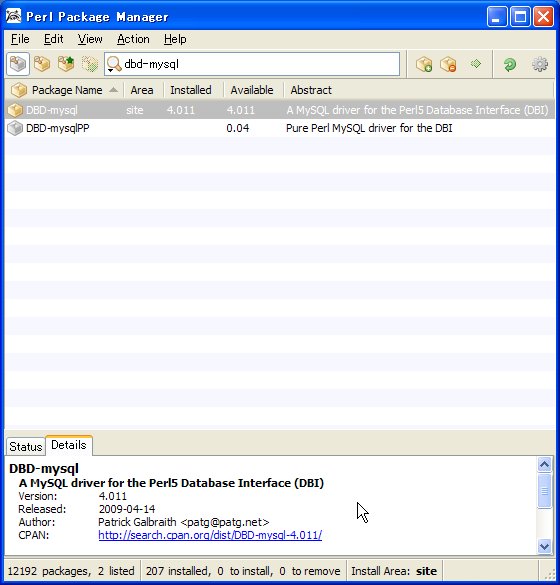 Perl Package Manager
File Edit View Action Help
dbd-mysql
Package Name Area Installed Available Abstract
DBD-mysql site 4.011 4.011 A MySQL driver for the Perl5 Database Interface (DBI)
DBD-mysqlPP 0.04 Pure Perl MySQL driver for the DBI
Status Details
DBD-mysql
A MySQL driver for the Perl5 Database Interface (DBI)
Version: 4.011
Released: 2009-04-14
Author: Patrick Galbraith <patg@patg.net>
CPAN: http://search.cpan.org/dist/DBD-mysql-4.011/
12192 packages, 2 listed 207 installed, 0 to install, 0 to remove Install Area: site